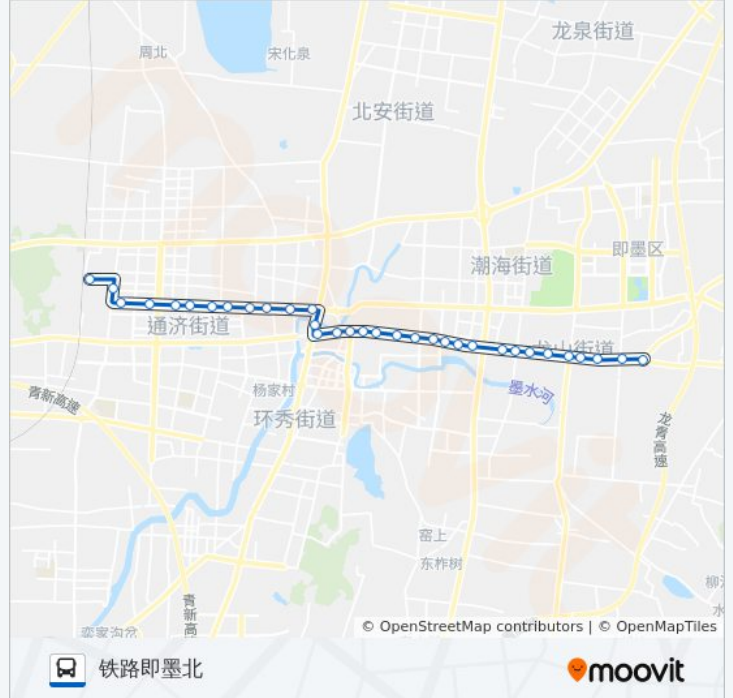 龙泉街道
周北
宋化泉
北安街道
即墨区
潮海街道
通济街道
龙山街道
杨家村
墨水河
青新高速
环秀街道
龙青高速
窑上
东柞树
青新高
栾家沟岔
© OpenStreetMap contributors | © OpenMapTiles
铁路即墨北
moovit